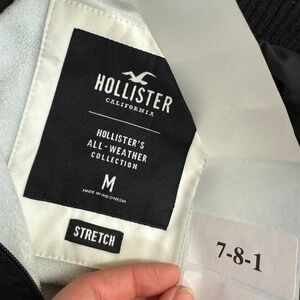 HOLLISTER
CALIFORNIA
HOLLISTER'S
ALL-WEATHER
COLLECTION
M
MADE IN INDONESIA
STRETCH
7-8-1